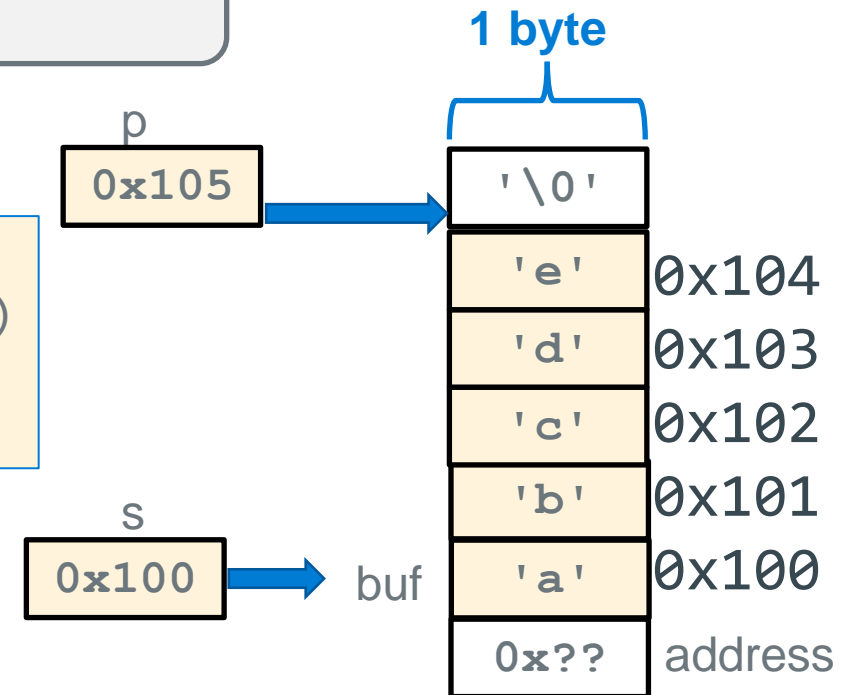 1 byte
p
0x105
'\0'
'e' 0x104
)
'd' 0x103
'c' 0x102
'b' 0x101
s
0x100 buf 'a' 0x100
0x?? address